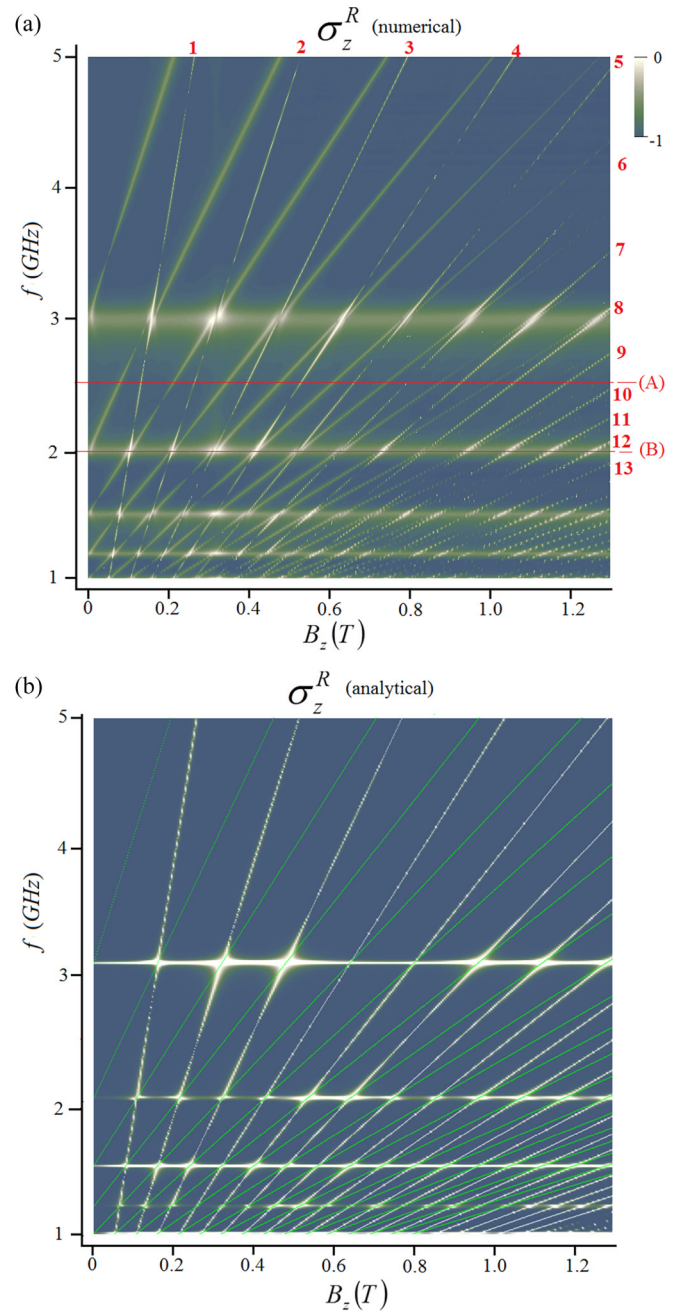 (a)
σ_z^R (numerical)
1 2 3 4 5
0
-1
5
6
4
7
f (GHz)
8
3
9
(A)
10
11
12
2
(B)
13
1
0 0.2 0.4 0.6 0.8 1.0 1.2
B_z(T)
(b)
σ_z^R (analytical)
5
4
f (GHz)
3
2
1
0 0.2 0.4 0.6 0.8 1.0 1.2
B_z(T)